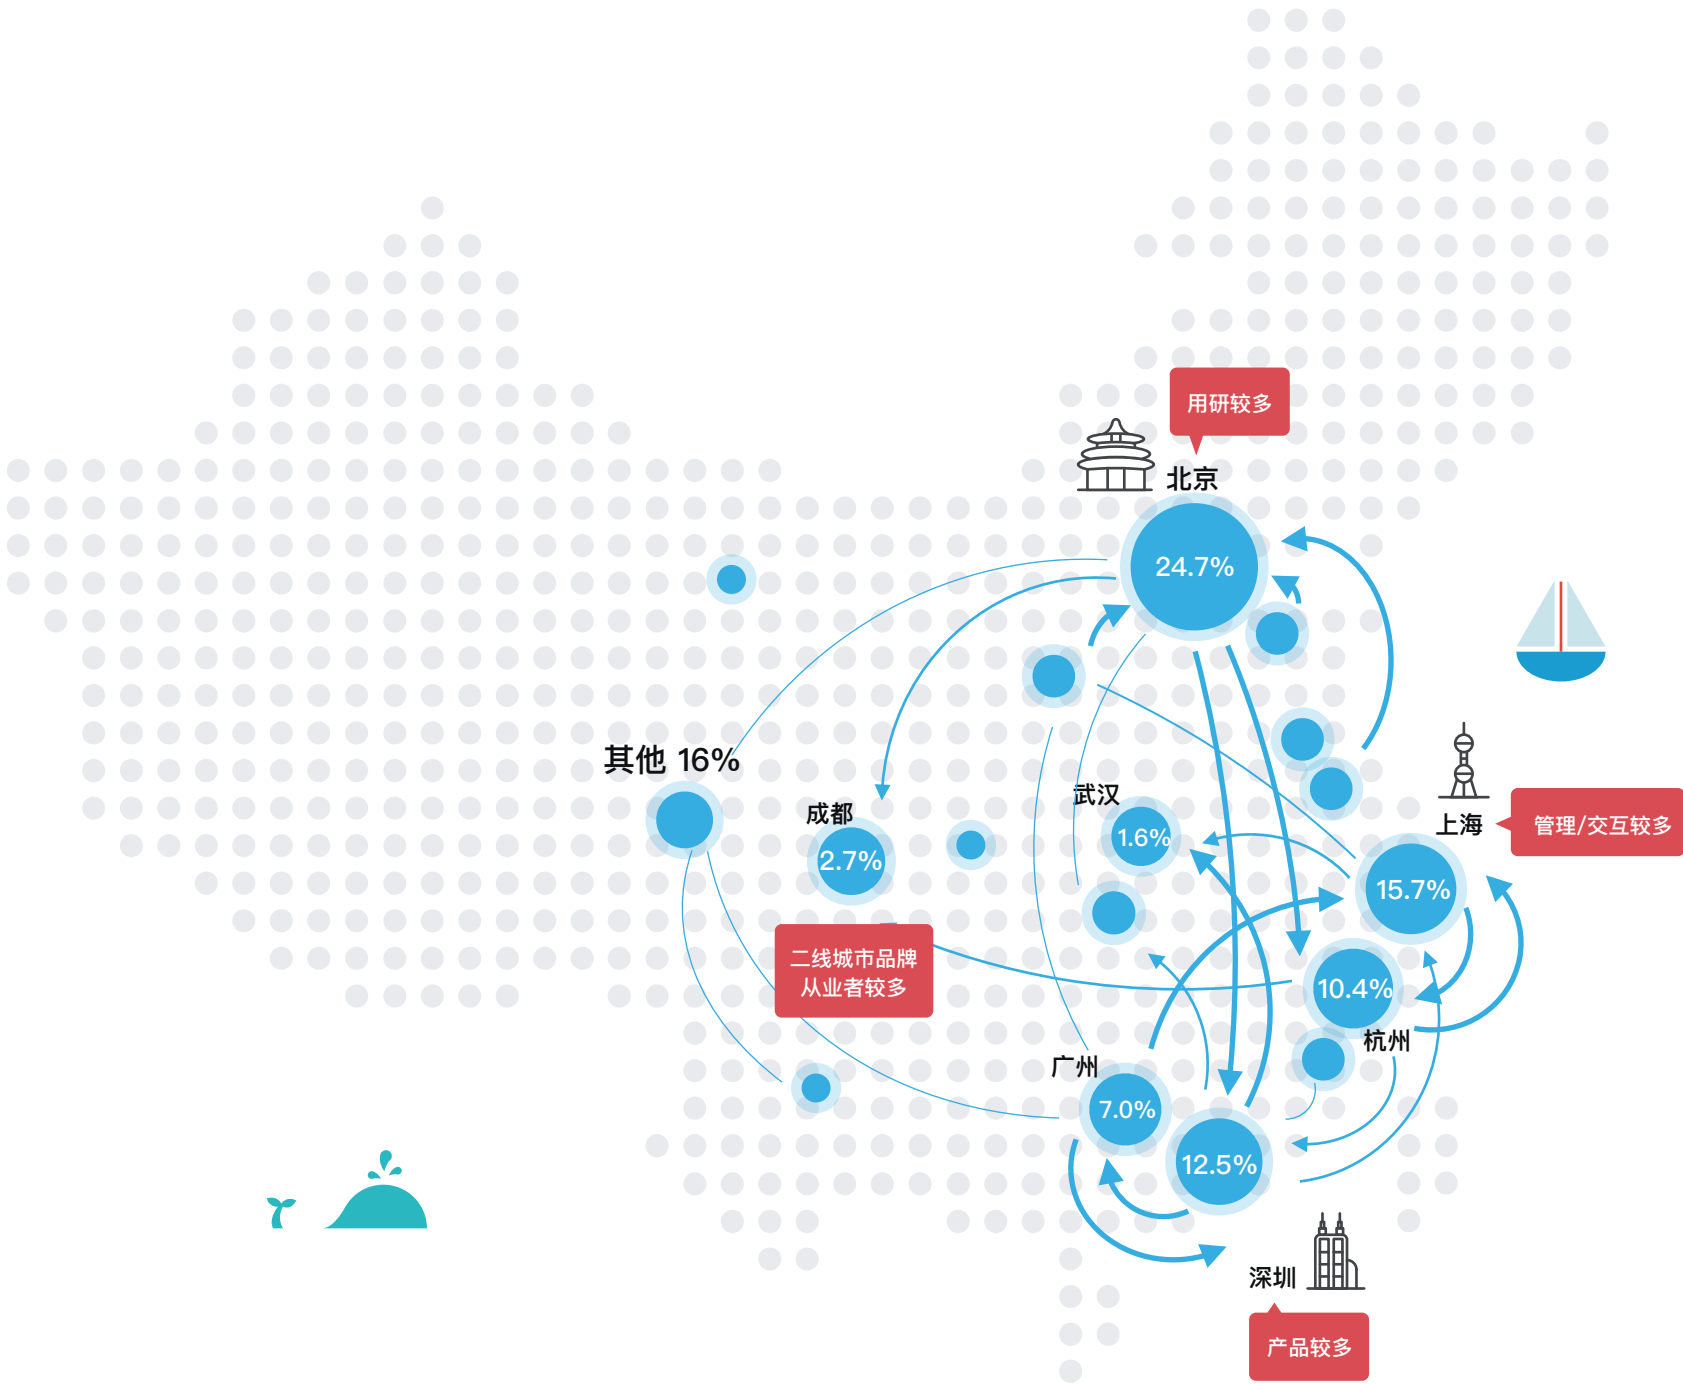 用研较多
北京
24.7%
其他 16%
成都
2.7%
武汉
1.6%
上海
管理/交互较多
15.7%
二线城市品牌
从业者较多
10.4%
杭州
广州
7.0%
12.5%
深圳
产品较多